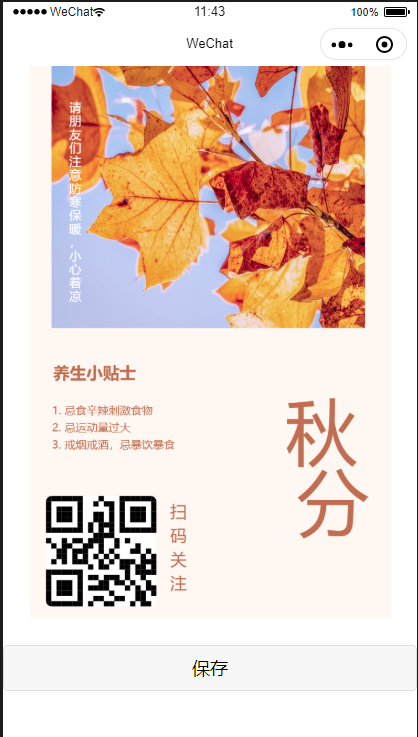 WeChat
11:43
100%
WeChat
请朋友们注意防寒保暖，小心着凉
养生小贴士
1. 忌食辛辣刺激食物
2. 忌运动量过大
3. 戒烟戒酒，忌暴饮暴食
秋分
扫码关注
保存